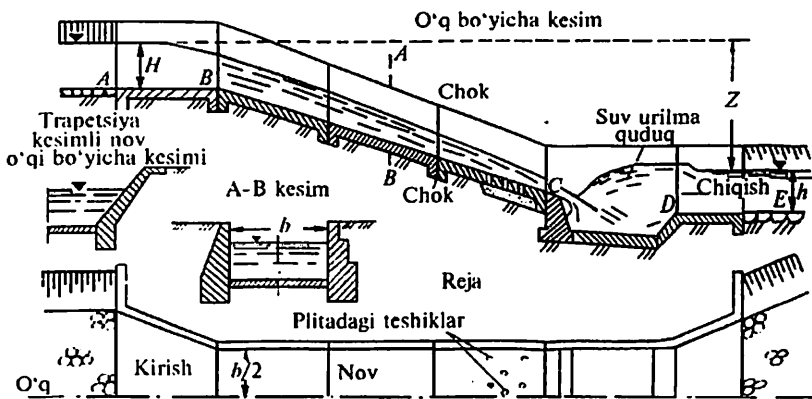 O'q bo'yicha kesim
A
H
A
B
Chok
Z
Suv urilma
quduq
Trapetsiya
kesimli nov
o'qi bo'yicha kesimi
B
Chok
C
D
Chiqish
E
h
A-B kesim
b
Reja
Plitadagi teshiklar
Kirish
b/2
Nov
O'q